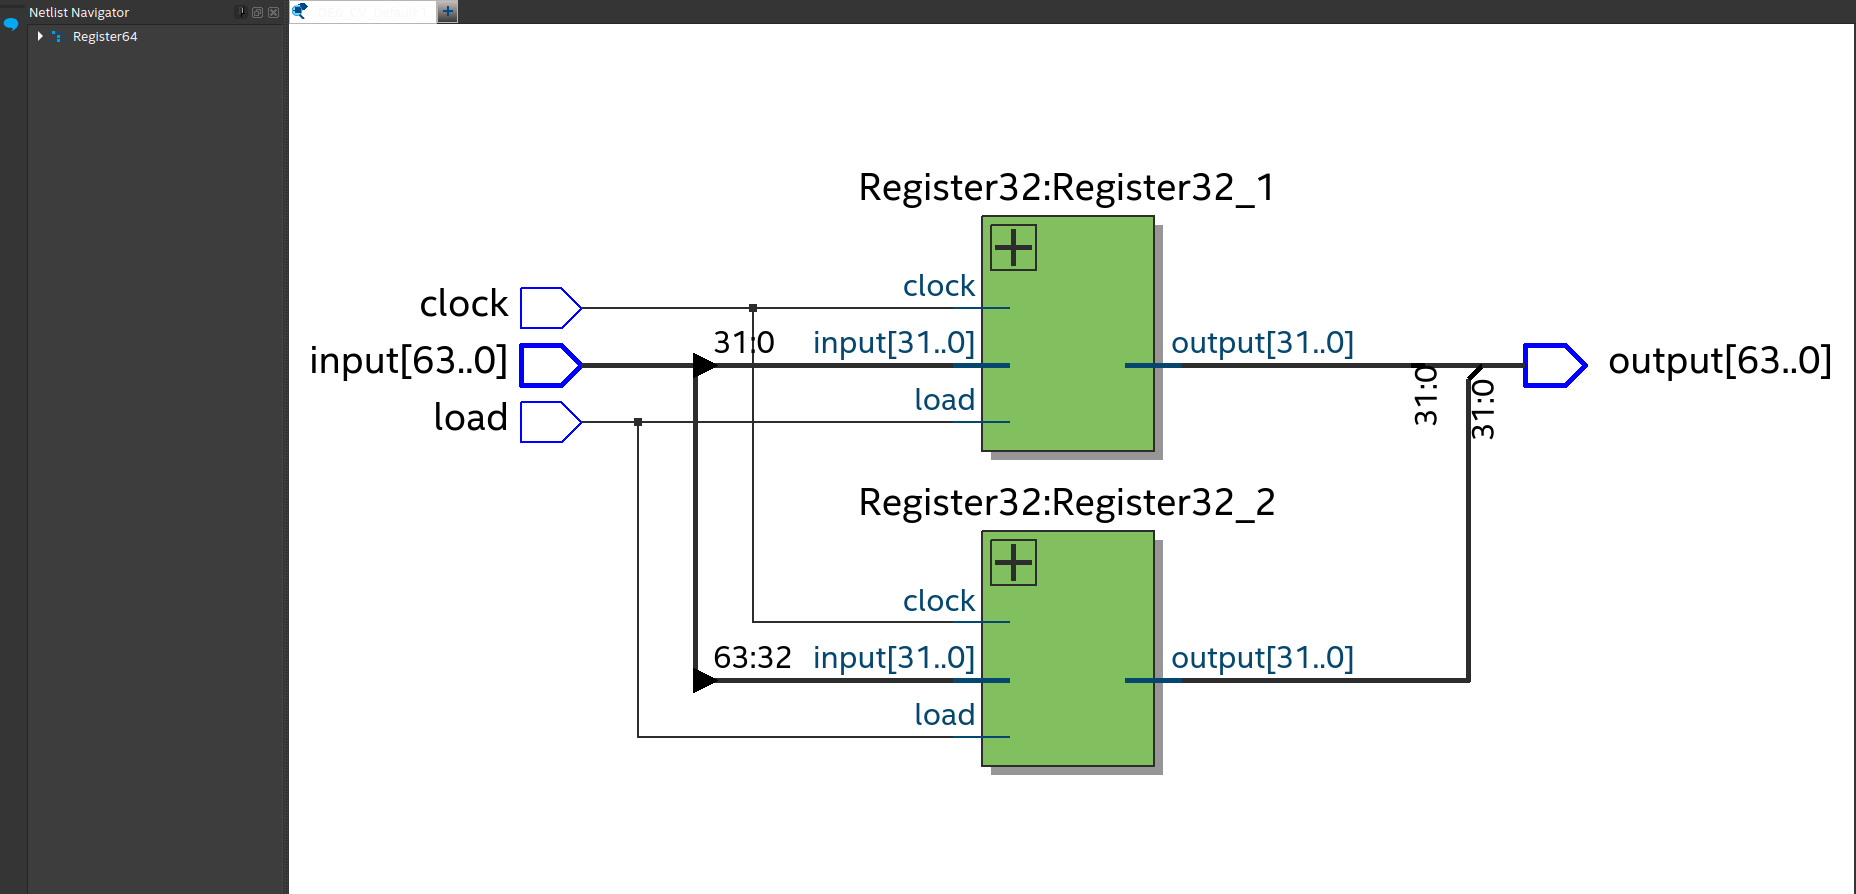 Netlist Navigator
Register64
Register32:Register32_1
clock
input[31..0]
load
output[31..0]
clock
input[63..0]
load
31:0
31:0
31:0
output[63..0]
Register32:Register32_2
clock
63:32
input[31..0]
load
output[31..0]